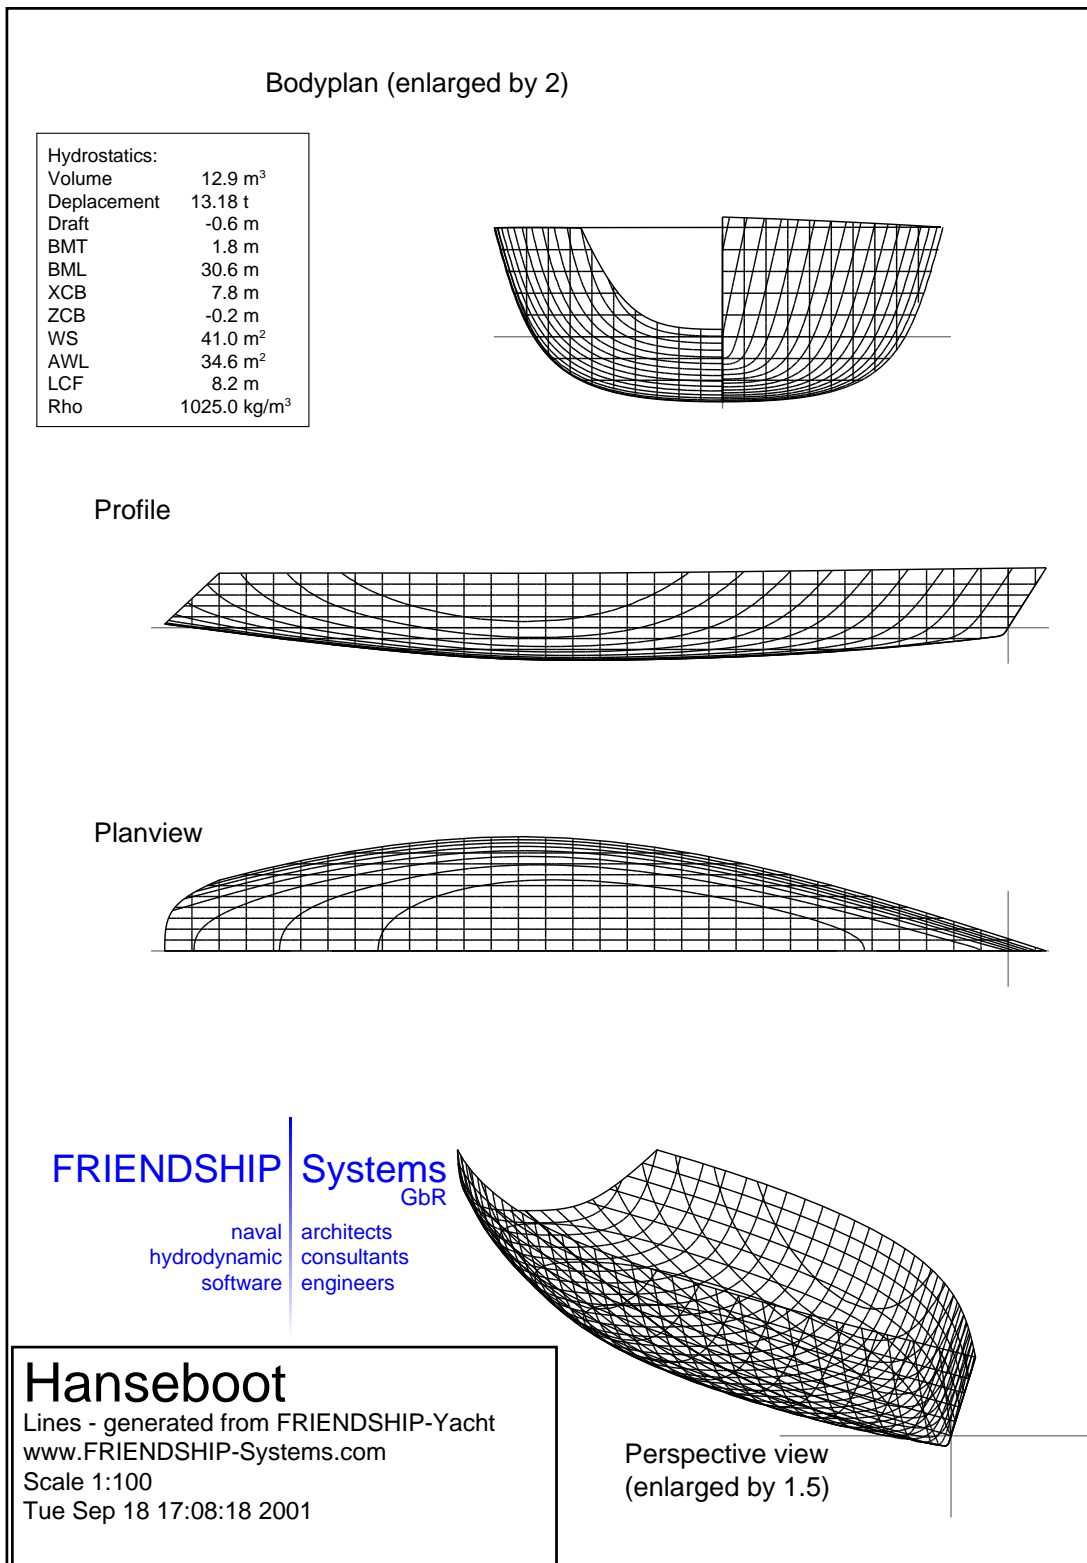 Bodyplan (enlarged by 2)
Hydrostatics:
Volume 12.9 m³
Deplacement 13.18 t
Draft -0.6 m
BMT 1.8 m
BML 30.6 m
XCB 7.8 m
ZCB -0.2 m
WS 41.0 m²
AWL 34.6 m²
LCF 8.2 m
Rho 1025.0 kg/m³
Profile
Planview
FRIENDSHIP Systems
GbR
naval architects
hydrodynamic consultants
software engineers
Hanseboot
Lines - generated from FRIENDSHIP-Yacht
www.FRIENDSHIP-Systems.com
Scale 1:100
Tue Sep 18 17:08:18 2001
Perspective view
(enlarged by 1.5)